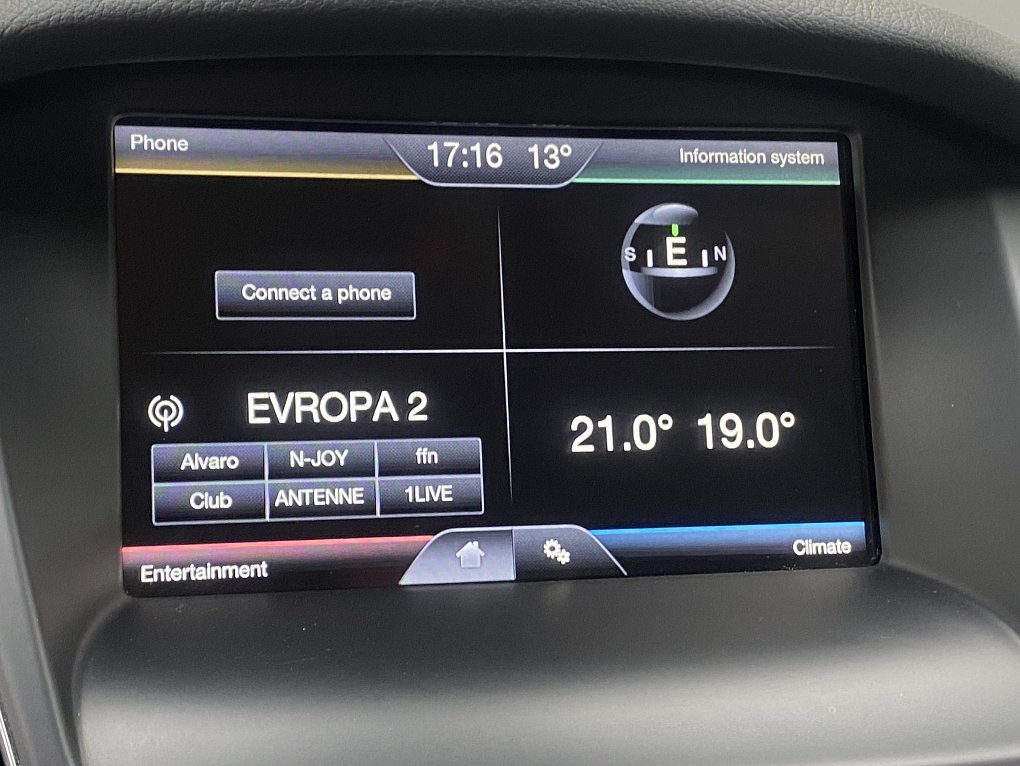 Phone
17:16 13°
Information system
S E N
Connect a phone
EVROPA 2
21.0° 19.0°
Alvaro N-JOY ffn
Club ANTENNE 1LIVE
Entertainment
Climate